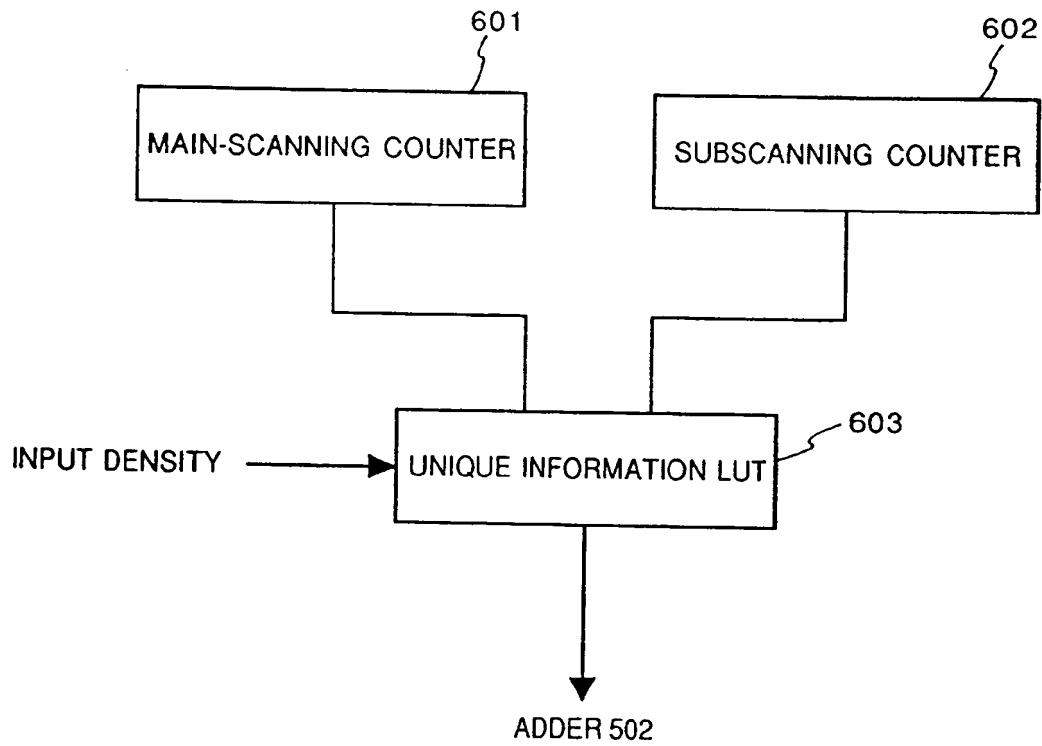 601
602
MAIN-SCANNING COUNTER
SUBSCANNING COUNTER
603
INPUT DENSITY
UNIQUE INFORMATION LUT
ADDER 502